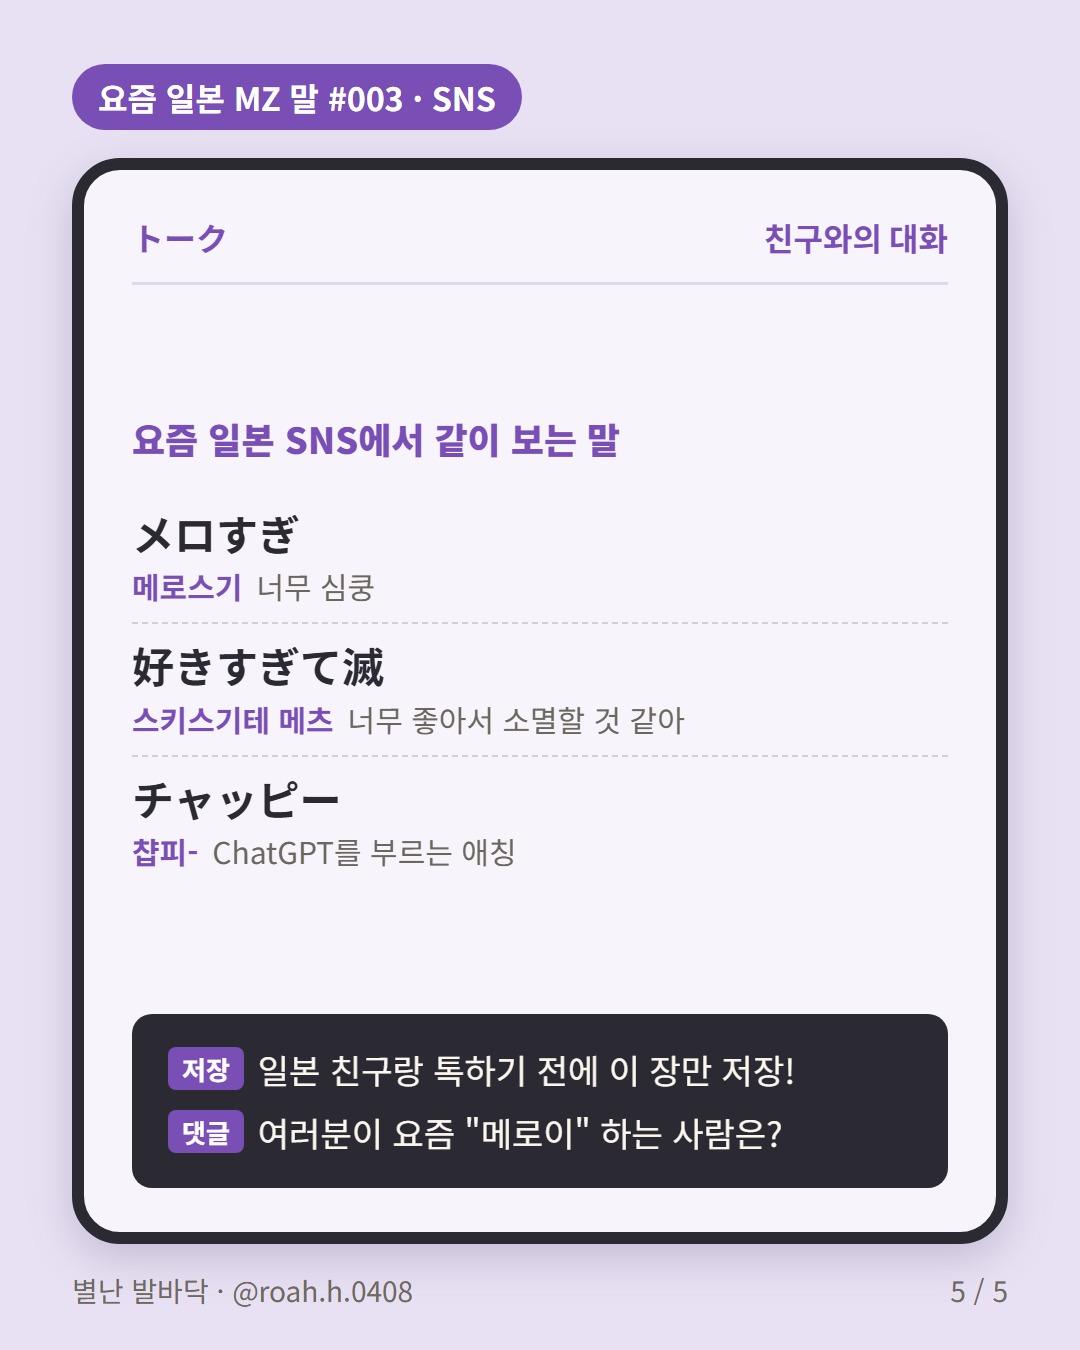 요즘 일본 MZ 말 #003 · SNS
トーク
친구와의 대화
요즘 일본 SNS에서 같이 보는 말
メロすぎ
메로스기 너무 심쿵
好きすぎて滅
스키스기테 메츠 너무 좋아서 소멸할 것 같아
チャッピー
챱피- ChatGPT를 부르는 애칭
저장 일본 친구랑 톡하기 전에 이 장만 저장!
댓글 여러분이 요즘 "메로이" 하는 사람은?
별난 발바닥 · @roah.h.0408
5 / 5